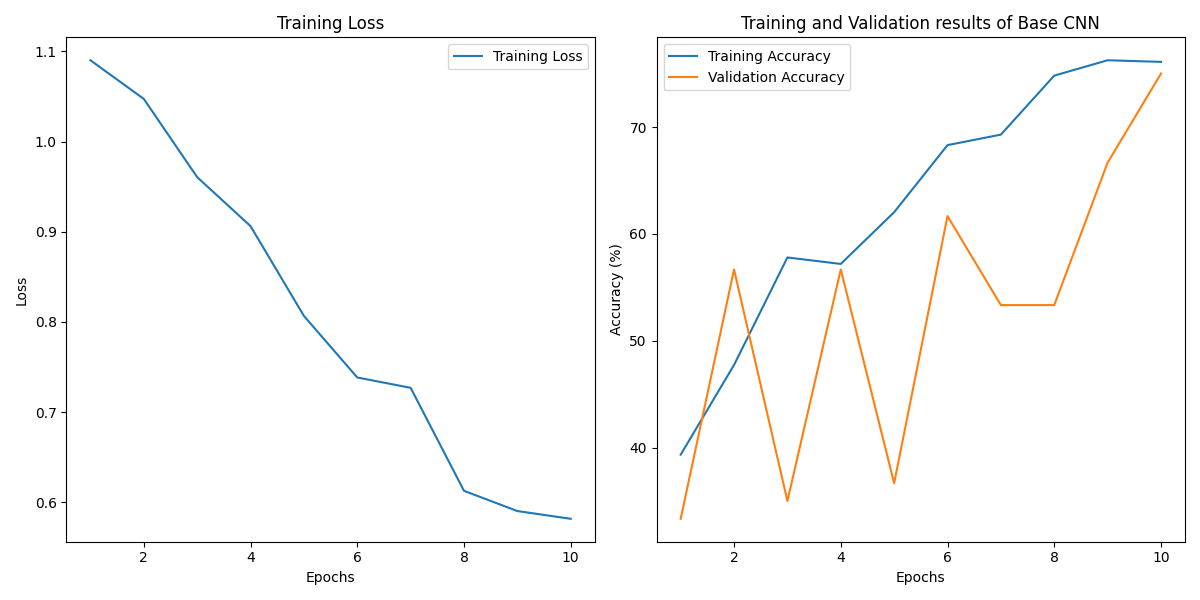 Training Loss
Training Loss
1.1
1.0
0.9
0.8
0.7
0.6
Loss
2 4 6 8 10
Epochs
Training and Validation results of Base CNN
Training Accuracy
Validation Accuracy
70
60
50
40
Accuracy (%)
2 4 6 8 10
Epochs